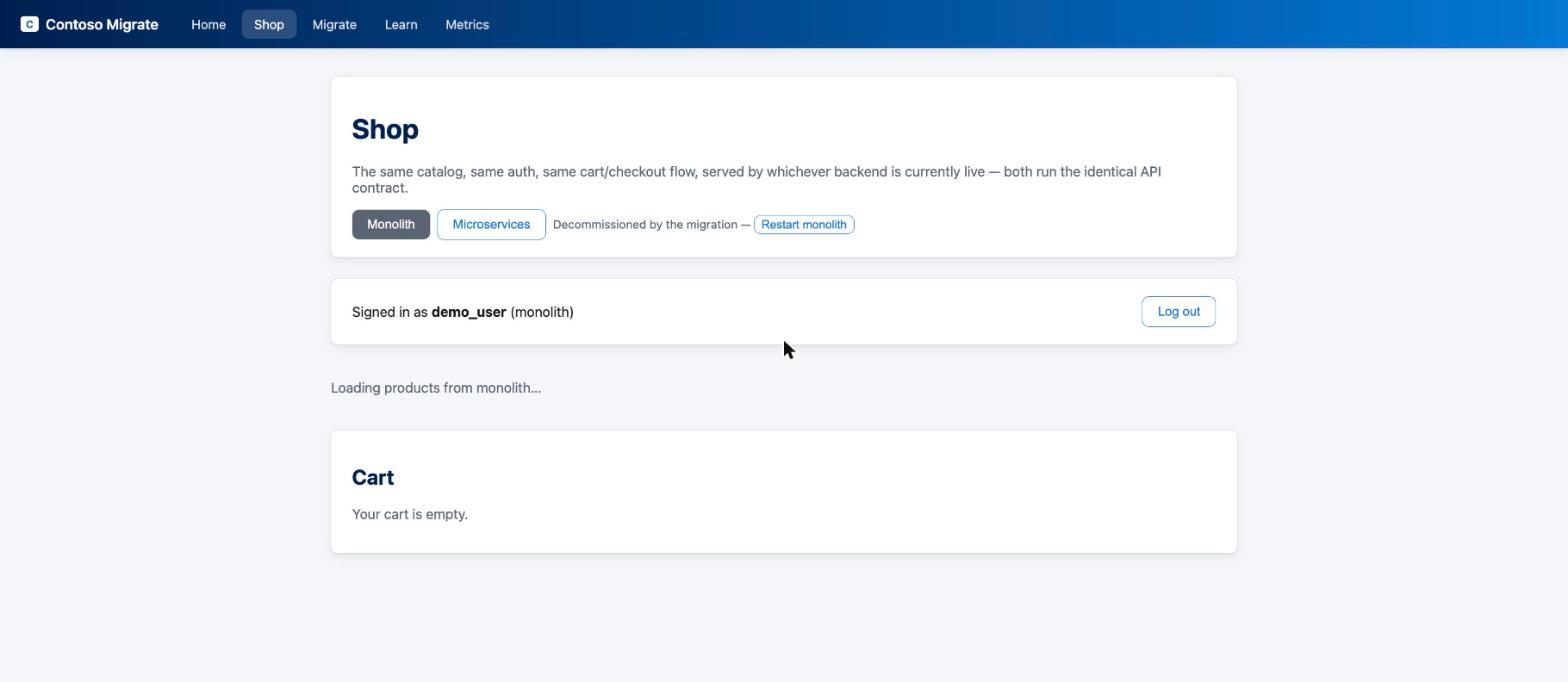 C Contoso Migrate Home Shop Migrate Learn Metrics
Shop
The same catalog, same auth, same cart/checkout flow, served by whichever backend is currently live — both run the identical API
contract.
Monolith Microservices Decommissioned by the migration — Restart monolith
Signed in as demo_user (monolith) Log out
Loading products from monolith...
Cart
Your cart is empty.